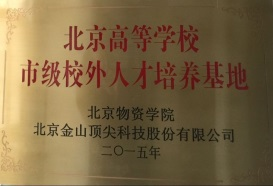 北京高等学校
市级校外人才培养基地
北京物资学院
北京金山顶尖科技股份有限公司
二〇一五年